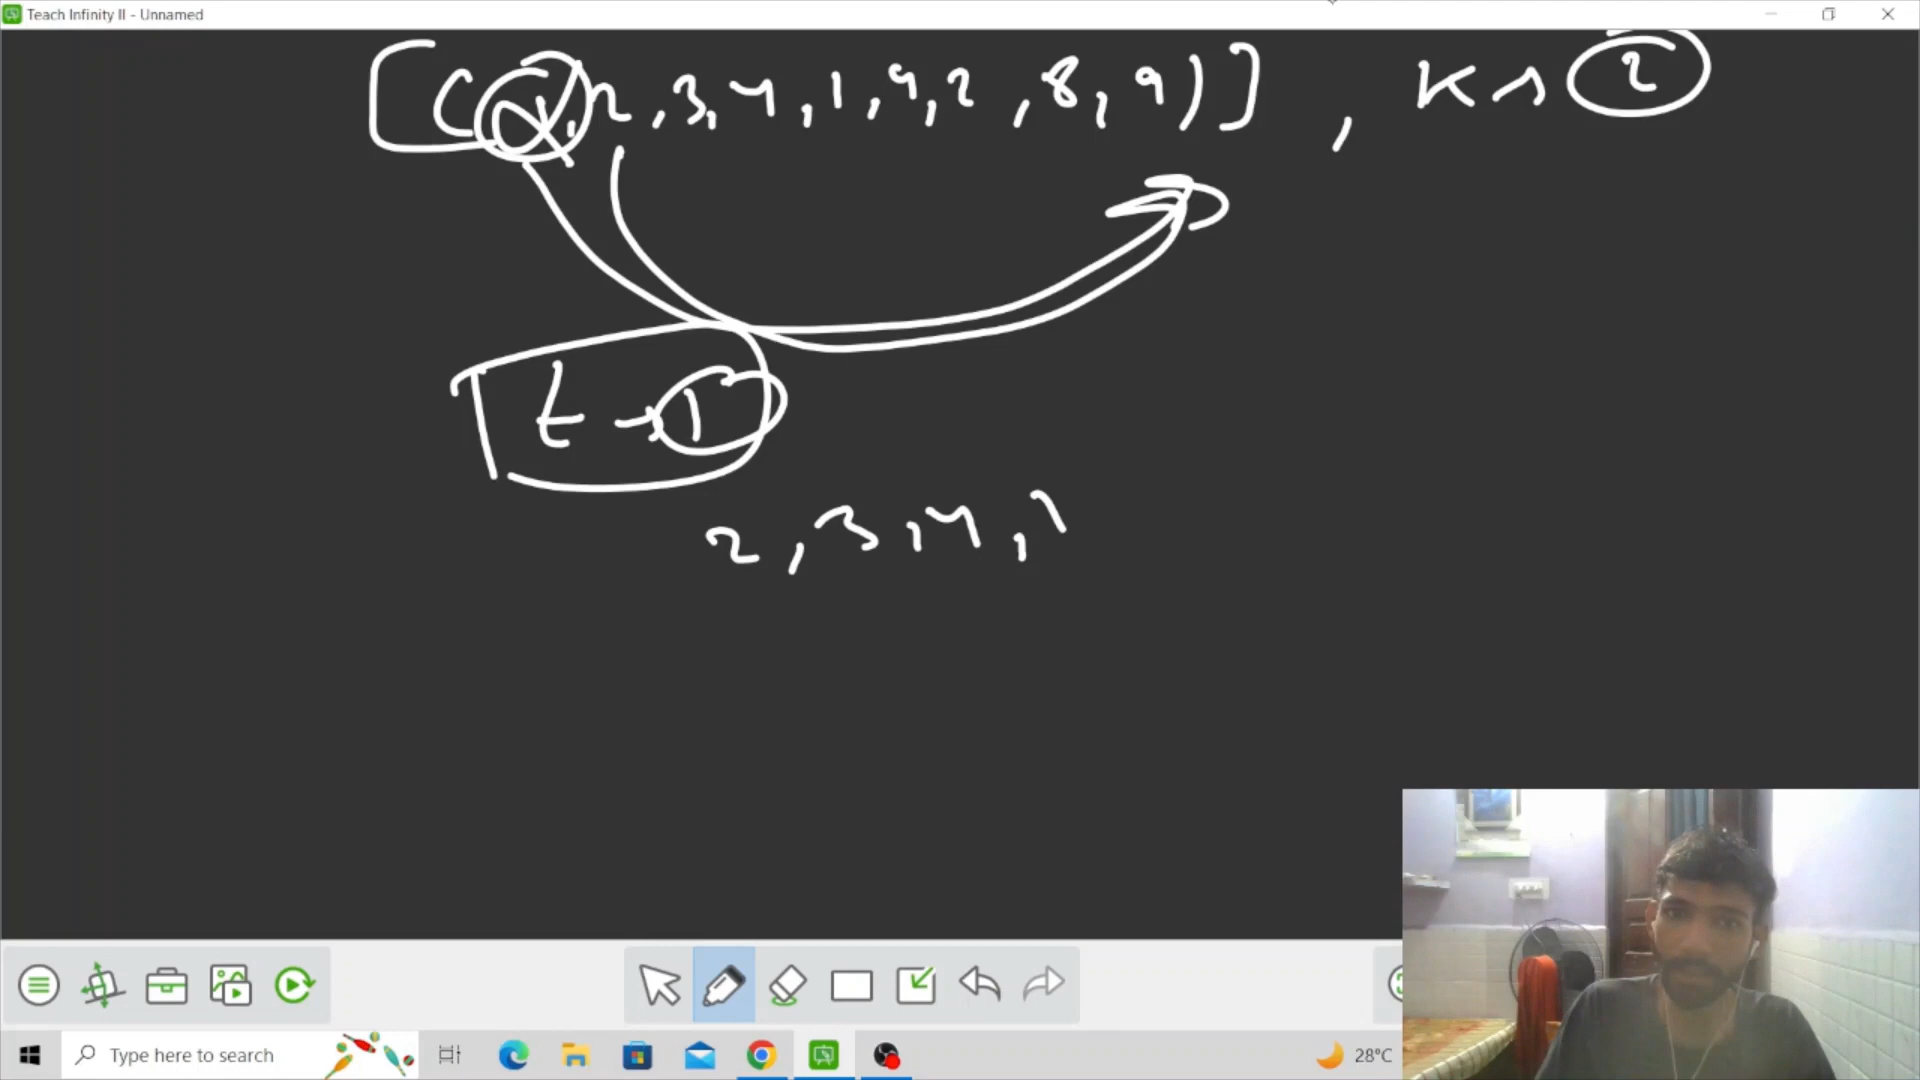 Teach Infinity II - Unnamed
[(1,2,3,4,1,9,2,8,9)], K → 2
t → 1
2,3,4,1
Type here to search
28°C